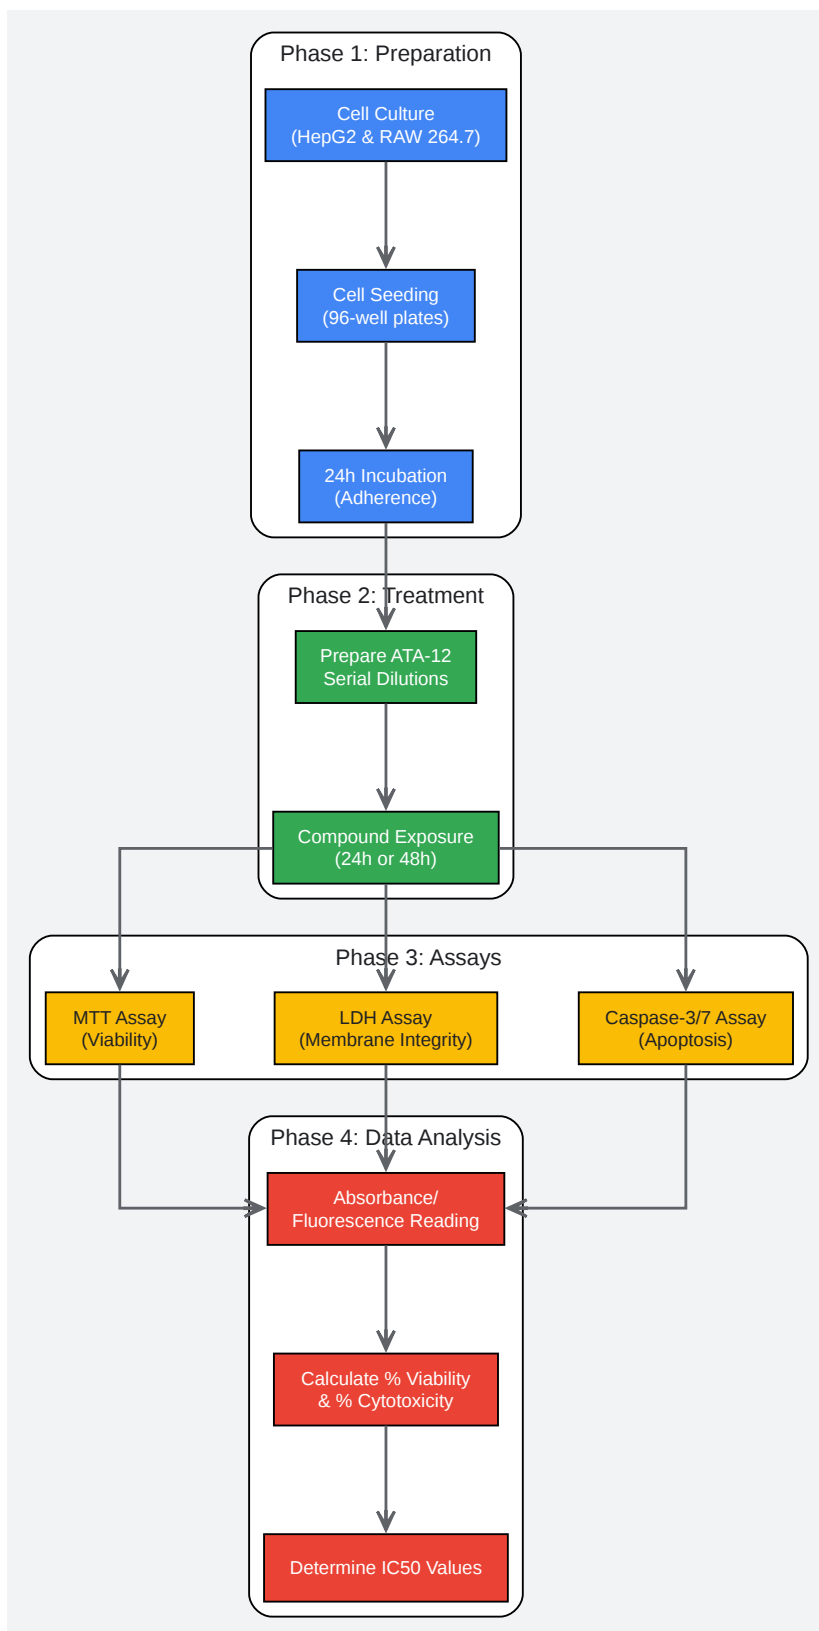 Phase 1: Preparation
Cell Culture
(HepG2 & RAW 264.7)
Cell Seeding
(96-well plates)
24h Incubation
(Adherence)
Phase 2: Treatment
Prepare ATA-12
Serial Dilutions
Compound Exposure
(24h or 48h)
Phase 3: Assays
MTT Assay
(Viability)
LDH Assay
(Membrane Integrity)
Caspase-3/7 Assay
(Apoptosis)
Phase 4: Data Analysis
Absorbance/
Fluorescence Reading
Calculate % Viability
& % Cytotoxicity
Determine IC50 Values